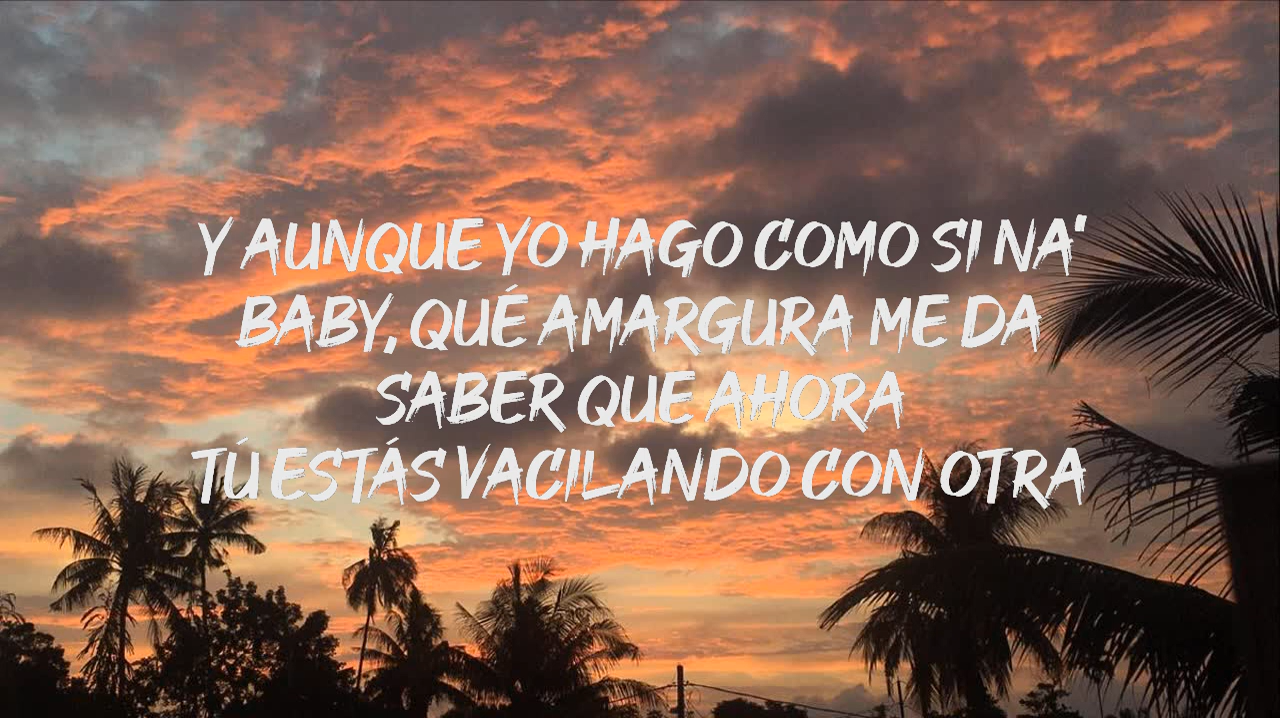 Y AUNQUE YO HAGO COMO SI NA'
BABY, QUÉ AMARGURA ME DA
SABER QUE AHORA
TÚ ESTÁS VACILANDO CON OTRA